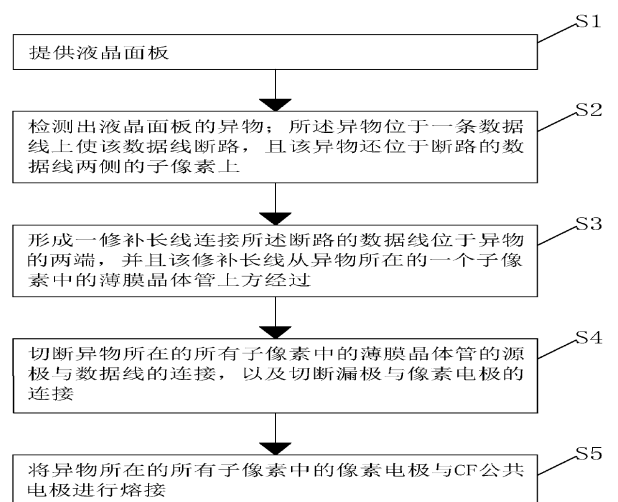 S1
提供液晶面板
S2
检测出液晶面板的异物；所述异物位于一条数据
线上使该数据线断路，且该异物还位于断路的数
据线两侧的子像素上
S3
形成一修补长线连接所述断路的数据线位于异物
的两端，并且该修补长线从异物所在的一个子像
素中的薄膜晶体管上方经过
S4
切断异物所在的所有子像素中的薄膜晶体管的源
极与数据线的连接，以及切断漏极与像素电极的
连接
S5
将异物所在的所有子像素中的像素电极与CF公共
电极进行熔接